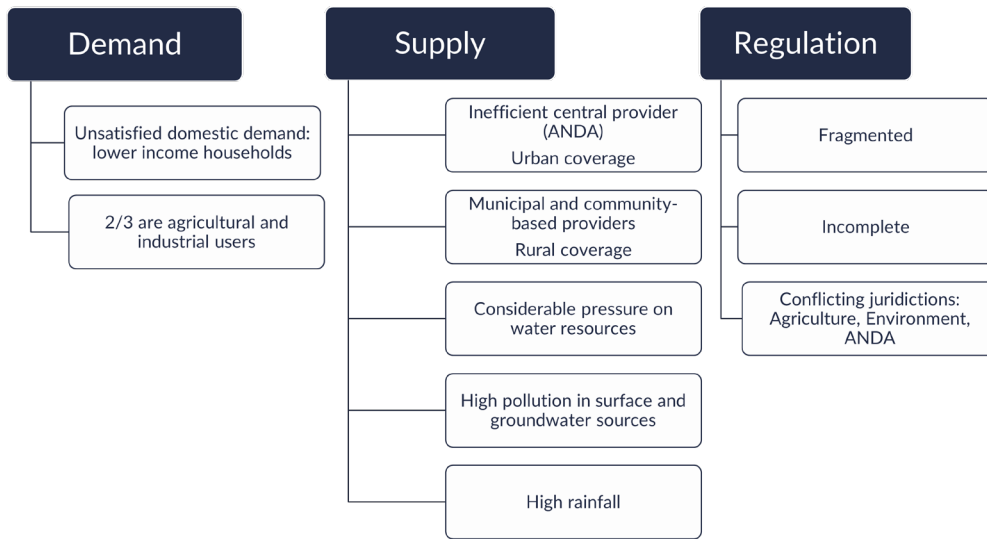 Demand
Unsatisfied domestic demand:
lower income households
2/3 are agricultural and
industrial users
Supply
Inefficient central provider
(ANDA)
Urban coverage
Municipal and community-
based providers
Rural coverage
Considerable pressure on
water resources
High pollution in surface and
groundwater sources
High rainfall
Regulation
Fragmented
Incomplete
Conflicting juridictions:
Agriculture, Environment,
ANDA